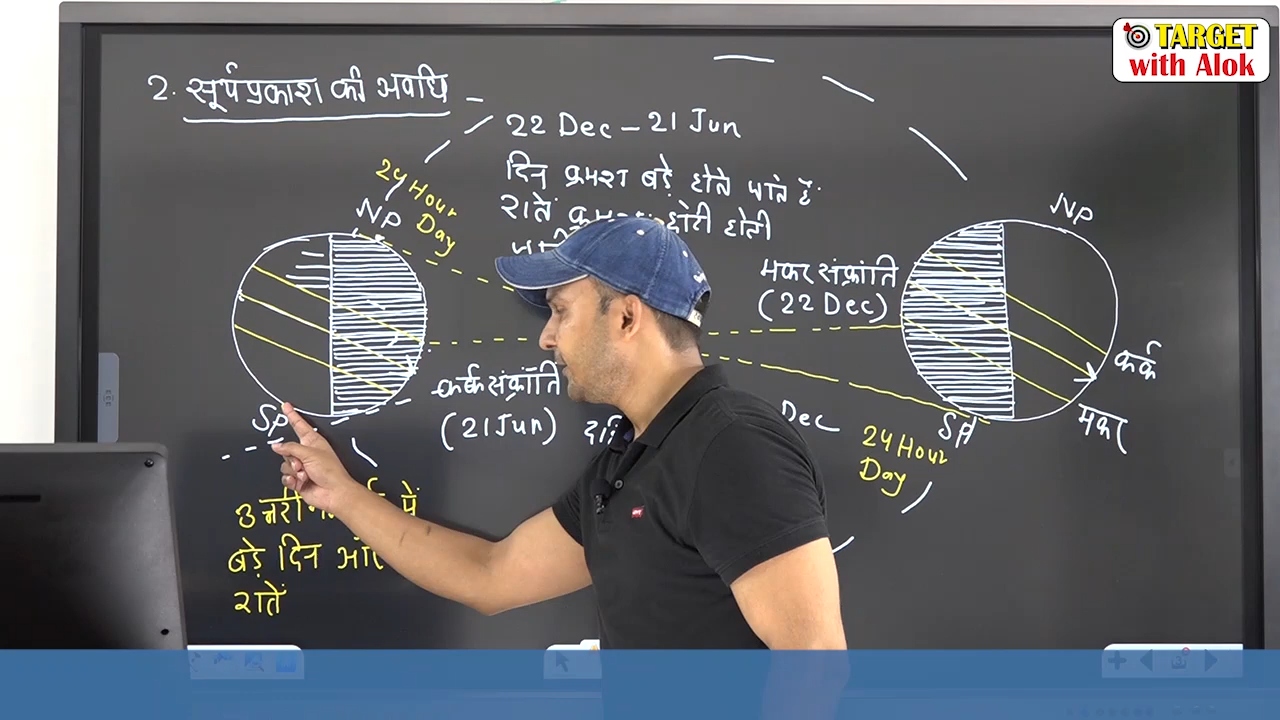 TARGET
with Alok
2. सूर्यप्रकाश की अवधि –
22 Dec – 21 Jun
दिन क्रमश बड़े होते जाते हैं
रातें छोटी होती
24 Hour
Day
NP
NP
मकर संक्रांति
(22 Dec)
कर्क संक्रांति
(21 Jun)
कर्क
मकर
SP
SP
Dec
24 Hour
Day
में
बड़े दिन
रातें